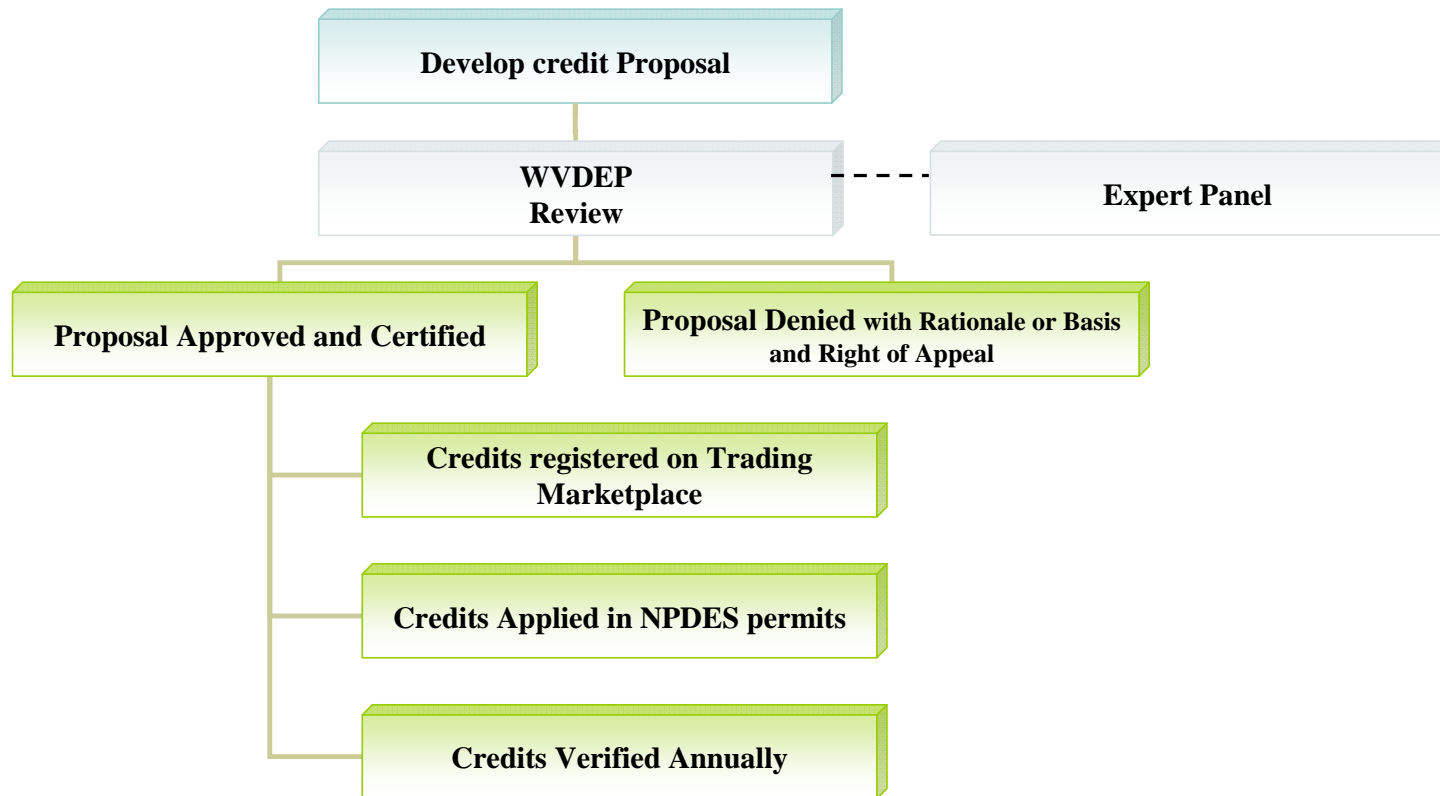 Develop credit Proposal
WVDEP
Review
Expert Panel
Proposal Approved and Certified
Proposal Denied with Rationale or Basis
and Right of Appeal
Credits registered on Trading
Marketplace
Credits Applied in NPDES permits
Credits Verified Annually